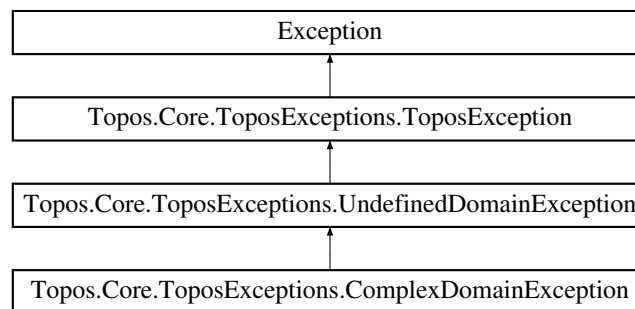 Exception
Topos.Core.ToposExceptions.ToposException
Topos.Core.ToposExceptions.UndefinedDomainException
Topos.Core.ToposExceptions.ComplexDomainException